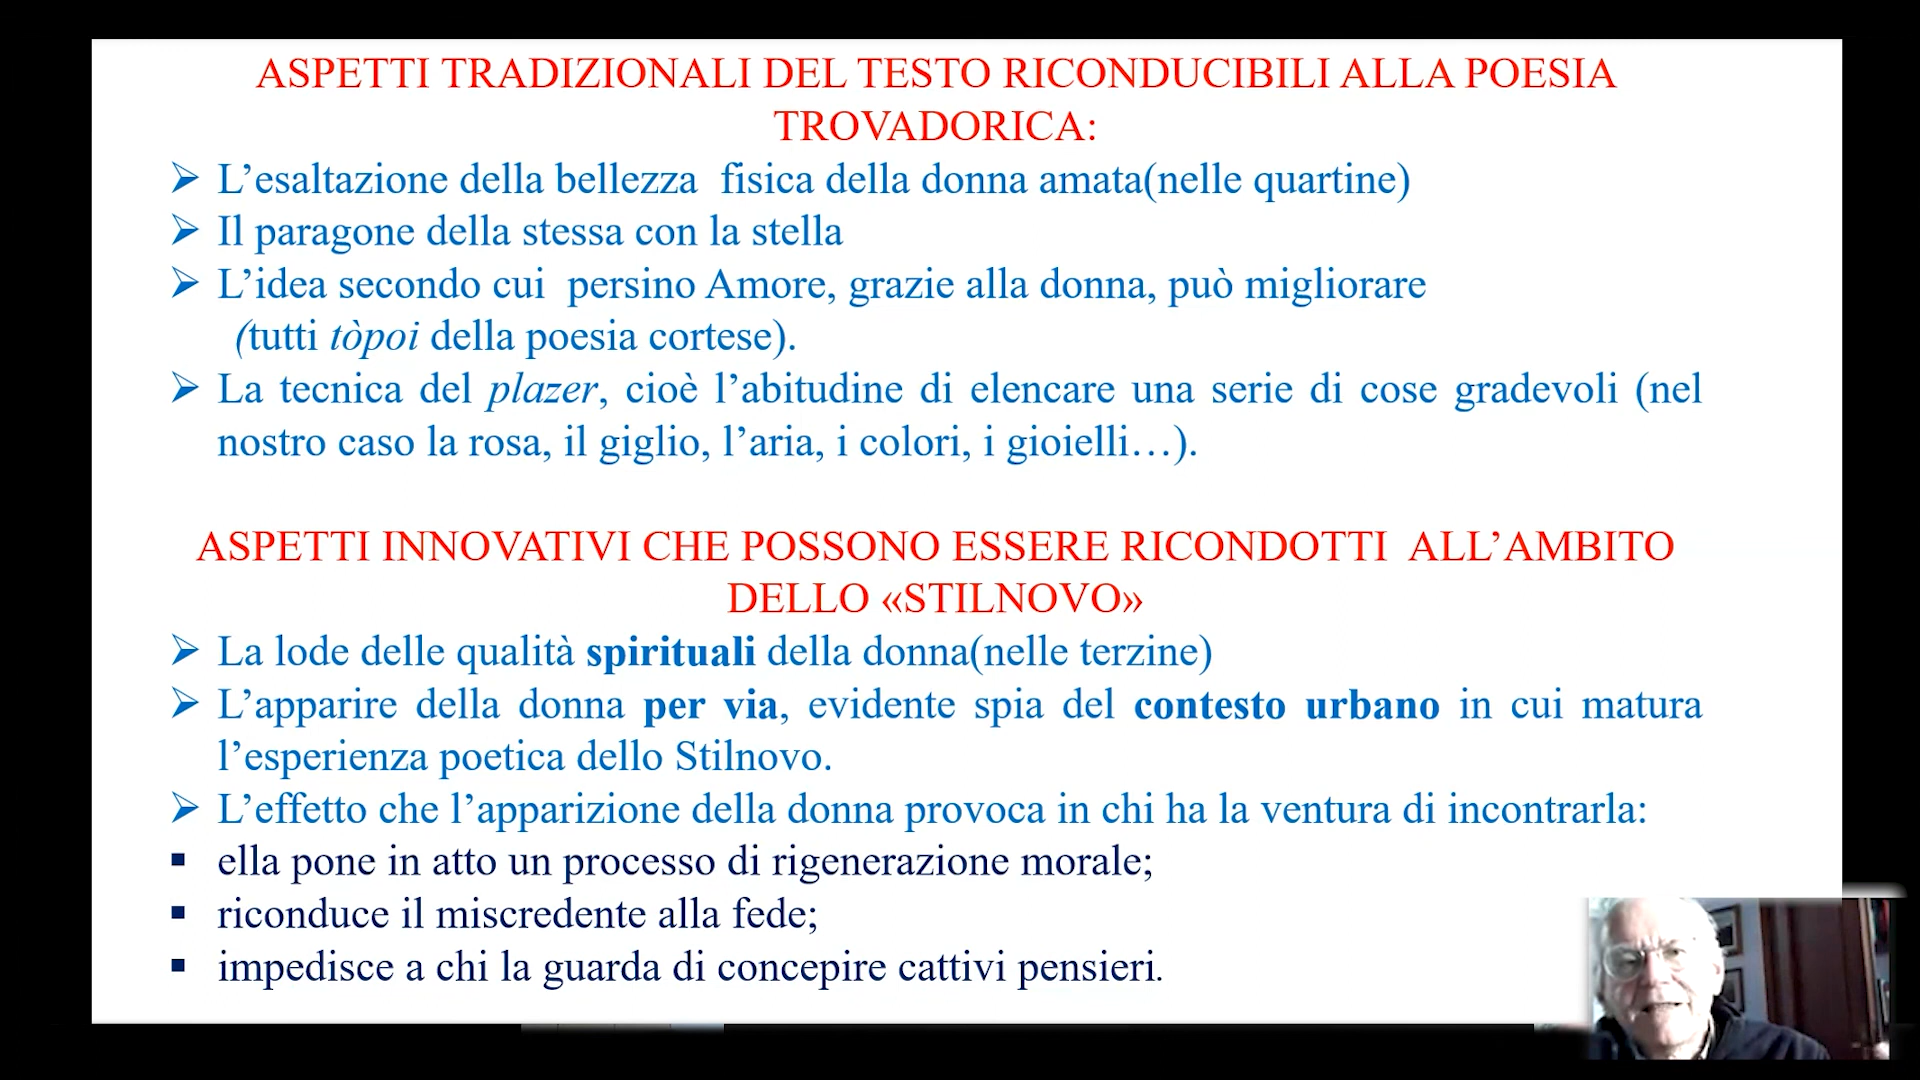 ASPETTI TRADIZIONALI DEL TESTO RICONDUCIBILI ALLA POESIA
TROVADORICA:
➢ L’esaltazione della bellezza fisica della donna amata(nelle quartine)
➢ Il paragone della stessa con la stella
➢ L’idea secondo cui persino Amore, grazie alla donna, può migliorare
(tutti tòpoi della poesia cortese).
➢ La tecnica del plazer, cioè l’abitudine di elencare una serie di cose gradevoli (nel
nostro caso la rosa, il giglio, l’aria, i colori, i gioielli…).
ASPETTI INNOVATIVI CHE POSSONO ESSERE RICONDOTTI ALL’AMBITO
DELLO «STILNOVO»
➢ La lode delle qualità spirituali della donna(nelle terzine)
➢ L’apparire della donna per via, evidente spia del contesto urbano in cui matura
l’esperienza poetica dello Stilnovo.
➢ L’effetto che l’apparizione della donna provoca in chi ha la ventura di incontrarla:
▪ ella pone in atto un processo di rigenerazione morale;
▪ riconduce il miscredente alla fede;
▪ impedisce a chi la guarda di concepire cattivi pensieri.